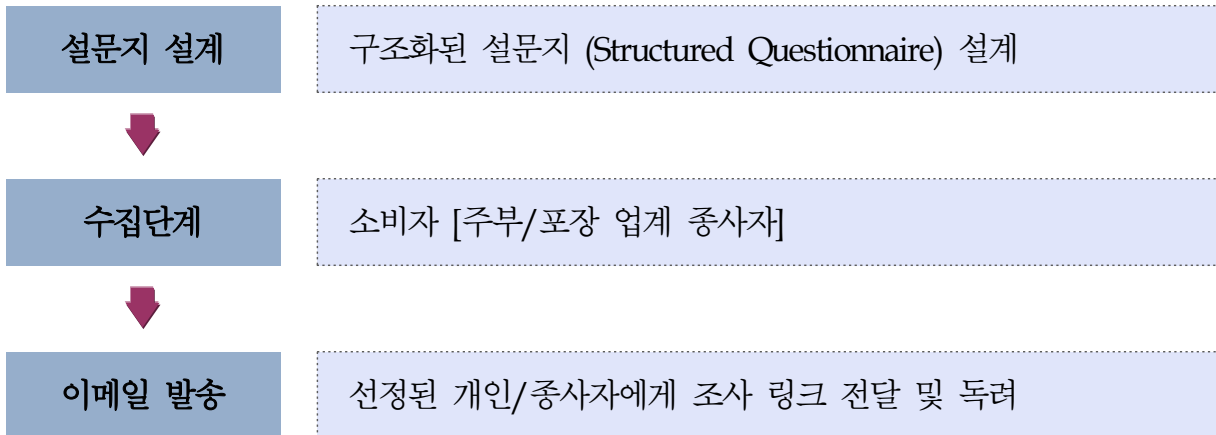 설문지 설계
구조화된 설문지 (Structured Questionnaire) 설계
수집단계
소비자 [주부/포장 업계 종사자]
이메일 발송
선정된 개인/종사자에게 조사 링크 전달 및 독려